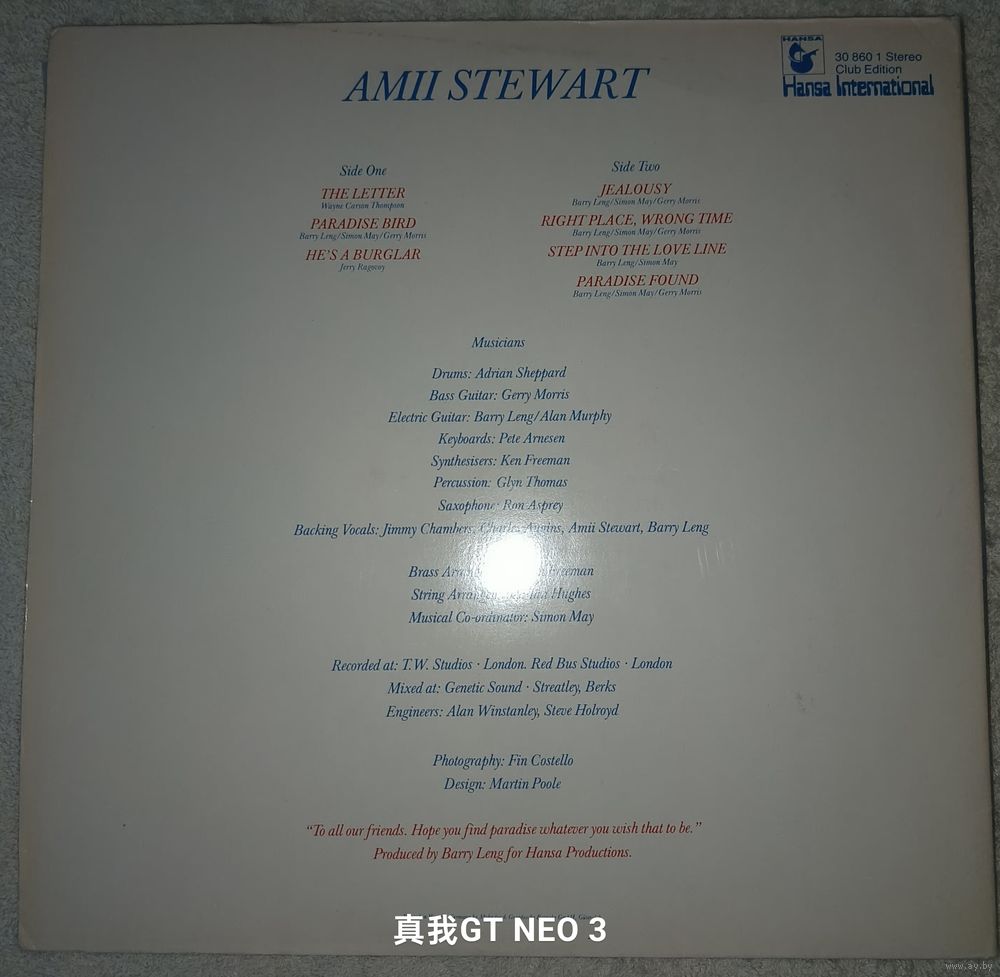 AMII STEWART
HANSA
30 860 1 Stereo
Club Edition
Hansa International
Side One
THE LETTER
Wayne Carson Thompson
PARADISE BIRD
Barry Leng/Simon May/Gerry Morris
HE'S A BURGLAR
Jerry Ragovoy
Side Two
JEALOUSY
Barry Leng/Simon May/Gerry Morris
RIGHT PLACE, WRONG TIME
Barry Leng/Simon May/Gerry Morris
STEP INTO THE LOVE LINE
Barry Leng/Simon May
PARADISE FOUND
Barry Leng/Simon May/Gerry Morris
Musicians
Drums: Adrian Sheppard
Bass Guitar: Gerry Morris
Electric Guitar: Barry Leng/Alan Murphy
Keyboards: Pete Arnesen
Synthesisers: Ken Freeman
Percussion: Glyn Thomas
Saxophone: Ron Asprey
Backing Vocals: Jimmy Chambers, Charles Augins, Amii Stewart, Barry Leng
Brass Freeman
String Hughes
Musical Co-ordinator: Simon May
Recorded at: T.W. Studios · London. Red Bus Studios · London
Mixed at: Genetic Sound · Streatley, Berks
Engineers: Alan Winstanley, Steve Holroyd
Photography: Fin Costello
Design: Martin Poole
“To all our friends. Hope you find paradise whatever you wish that to be.”
Produced by Barry Leng for Hansa Productions.
真我GT NEO 3
www.ay.by